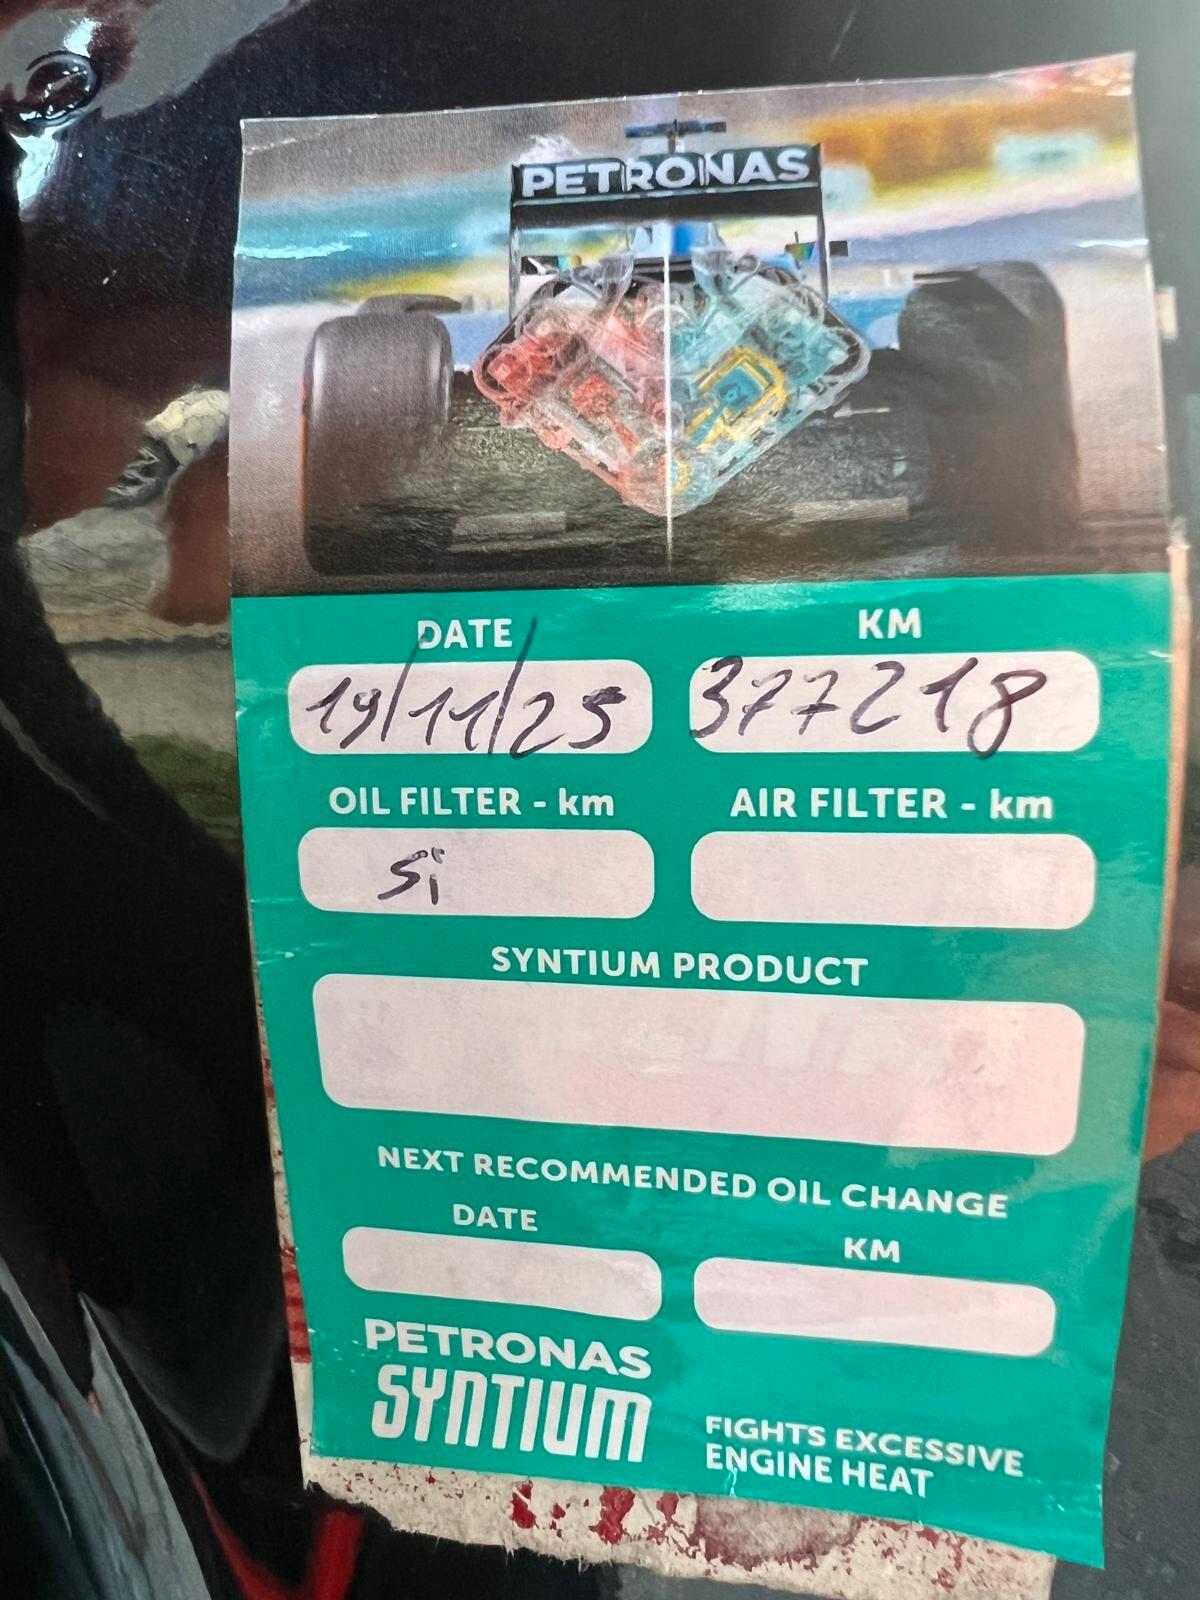 PETRONAS
DATE KM
19/11/25 377218
OIL FILTER - km AIR FILTER - km
Si
SYNTIUM PRODUCT
NEXT RECOMMENDED OIL CHANGE
DATE KM
PETRONAS
SYNTIUM
FIGHTS EXCESSIVE
ENGINE HEAT